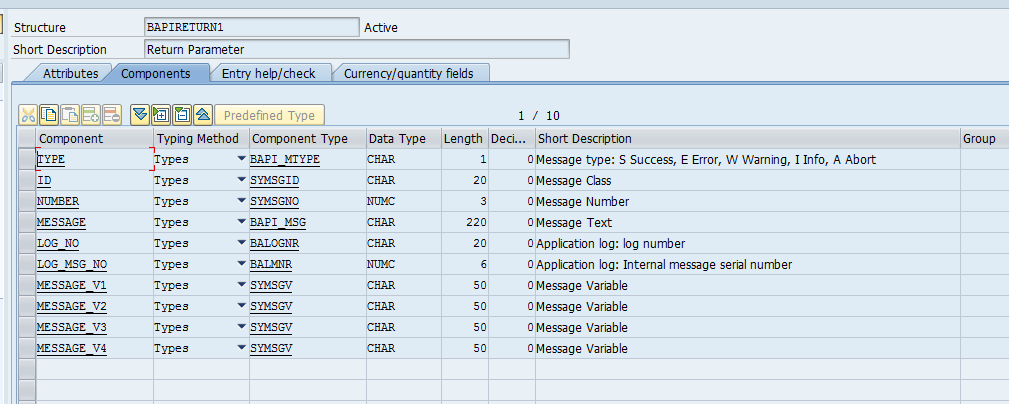 Structure BAPIRETURN1 Active
Short Description Return Parameter
Attributes Components Entry help/check Currency/quantity fields
Predefined Type 1 / 10
Component Typing Method Component Type Data Type Length Deci... Short Description Group
TYPE Types BAPI_MTYPE CHAR 1 0 Message type: S Success, E Error, W Warning, I Info, A Abort
ID Types SYMSGID CHAR 20 0 Message Class
NUMBER Types SYMSGNO NUMC 3 0 Message Number
MESSAGE Types BAPI_MSG CHAR 220 0 Message Text
LOG_NO Types BALOGNR CHAR 20 0 Application log: log number
LOG_MSG_NO Types BALMNR NUMC 6 0 Application log: Internal message serial number
MESSAGE_V1 Types SYMSGV CHAR 50 0 Message Variable
MESSAGE_V2 Types SYMSGV CHAR 50 0 Message Variable
MESSAGE_V3 Types SYMSGV CHAR 50 0 Message Variable
MESSAGE_V4 Types SYMSGV CHAR 50 0 Message Variable